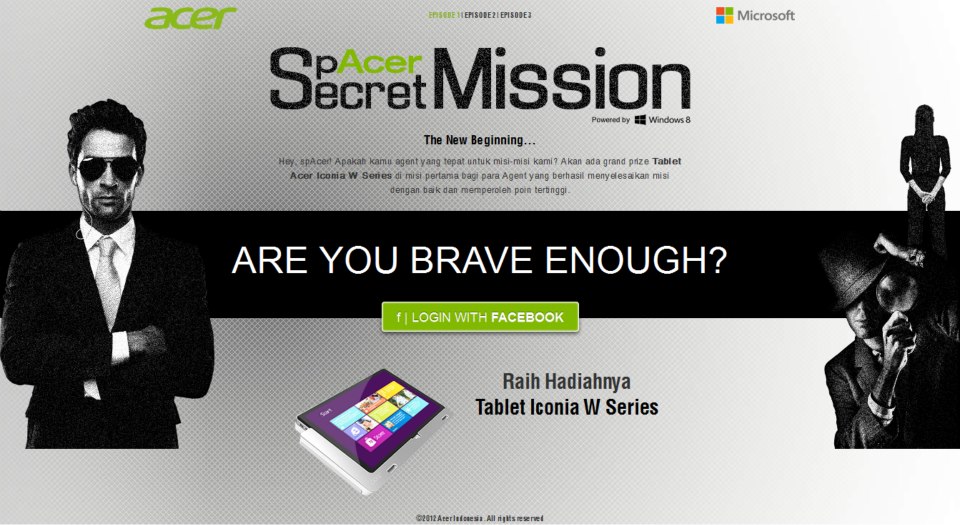 acer
EPISODE 1 | EPISODE 2 | EPISODE 3
Microsoft
SpAcer
Secret Mission
Powered by Windows 8
The New Beginning...
Hey, spAcer! Apakah kamu agent yang tepat untuk misi-misi kami? Akan ada grand prize Tablet
Acer Iconia W Series di misi pertama bagi para Agent yang berhasil menyelesaikan misi
dengan baik dan memperoleh poin tertinggi.
ARE YOU BRAVE ENOUGH?
f | LOGIN WITH FACEBOOK
Raih Hadiahnya
Tablet Iconia W Series
Start
Store
©2012 Acer Indonesia. All rights reserved